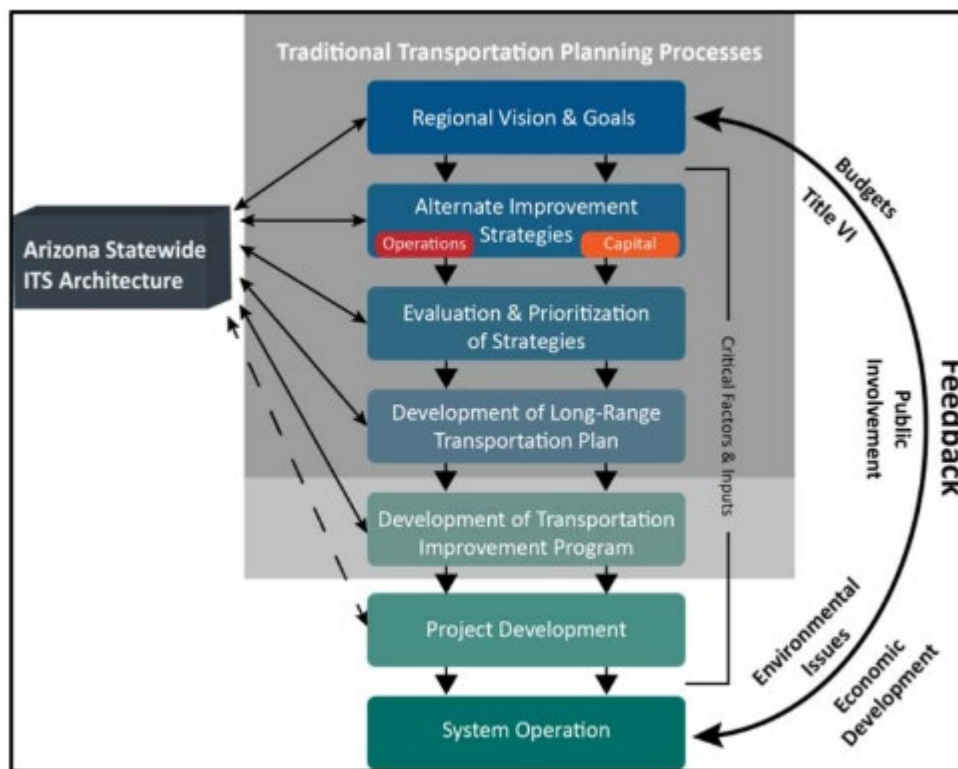 Traditional Transportation Planning Processes
Regional Vision & Goals
Alternate Improvement
Strategies
Operations
Capital
Arizona Statewide
ITS Architecture
Evaluation & Prioritization
of Strategies
Development of Long-Range
Transportation Plan
Development of Transportation
Improvement Program
Project Development
System Operation
Critical Factors & Inputs
Budgets
Title VI
Public
Involvement
Feedback
Environmental
Issues
Economic
Development